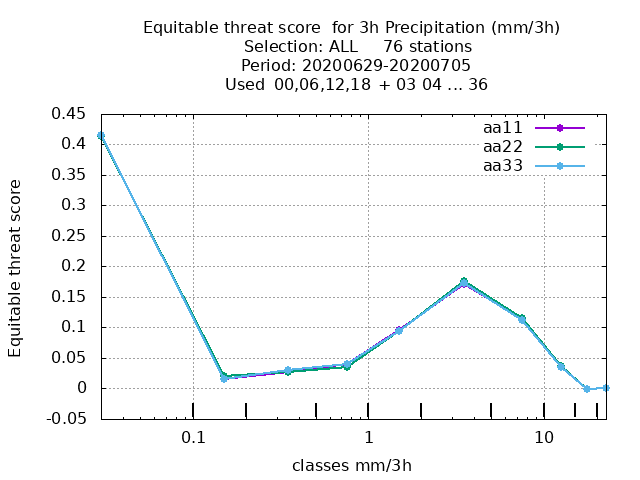 Equitable threat score  for 3h Precipitation (mm/3h)
Selection: ALL     76 stations
Period: 20200629-20200705
Used  00,06,12,18 + 03 04 ... 36
0.45
0.4
0.35
0.3
0.25
0.2
0.15
0.1
0.05
0
-0.05
Equitable threat score
aa11
aa22
aa33
0.1
1
10
classes mm/3h